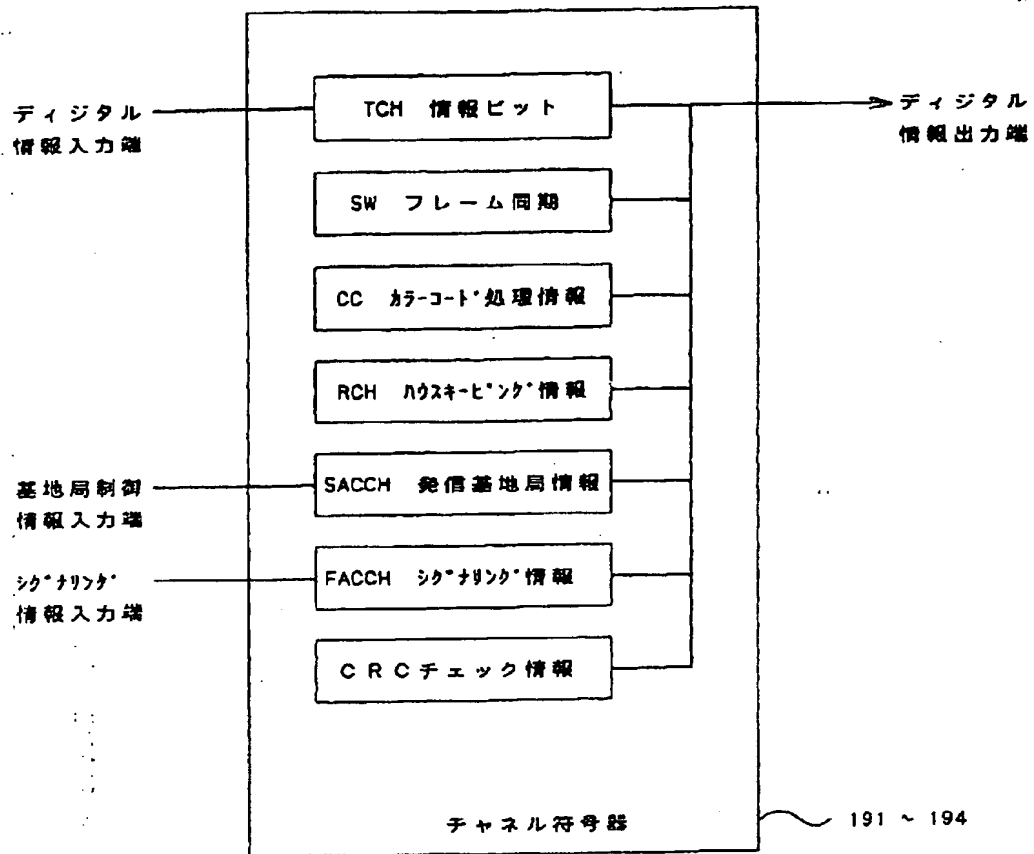 ディジタル
情報入力端
TCH 情報ビット
ディジタル
情報出力端
SW フレーム同期
CC ｶﾗｰｺｰﾄﾞ処理情報
RCH ﾊｳｽｷｰﾋﾟﾝｸﾞ情報
基地局制御
情報入力端
SACCH 発信基地局情報
ｼｸﾞﾅﾘﾝｸﾞ
情報入力端
FACCH ｼｸﾞﾅﾘﾝｸﾞ情報
CRCチェック情報
チャネル符号器
191 ~ 194